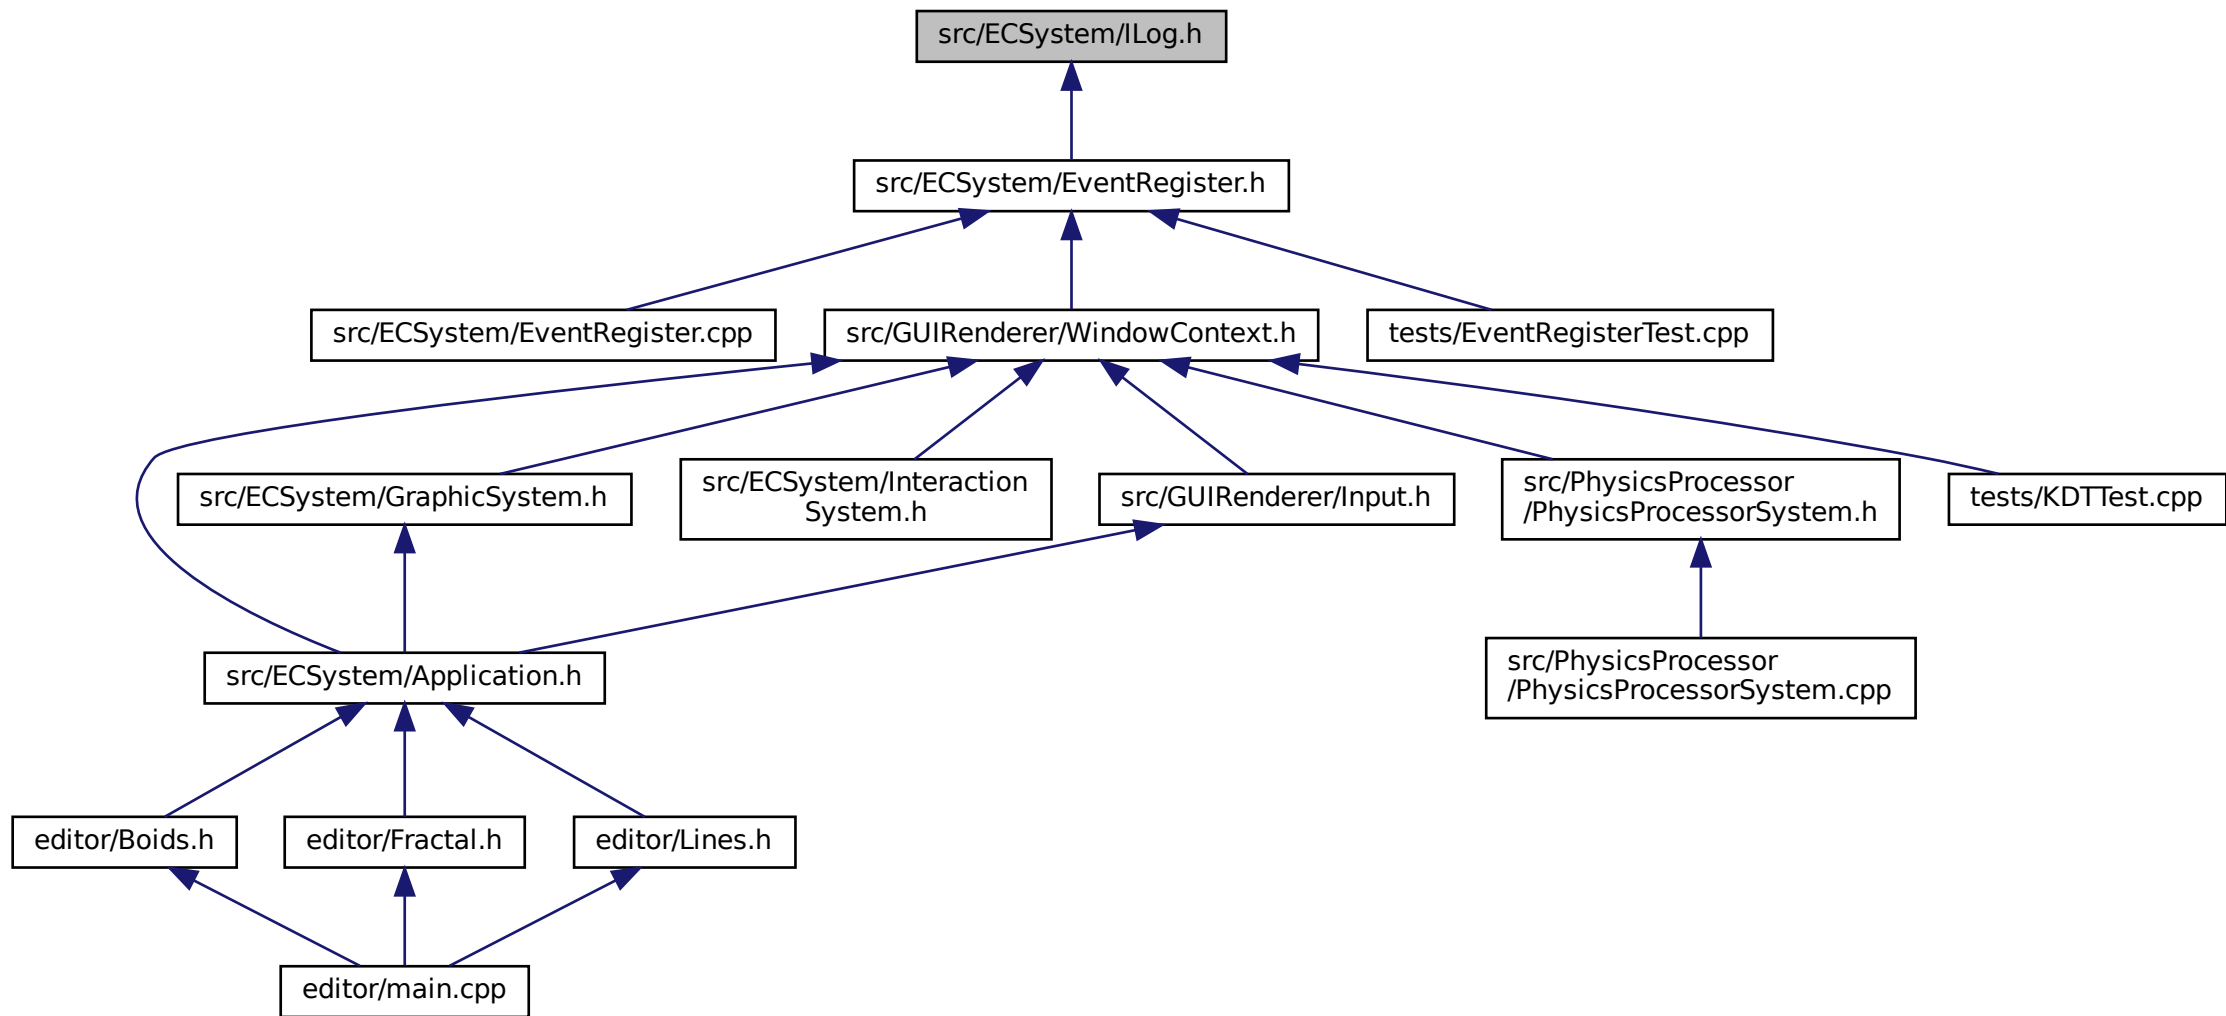 src/ECSystem/ILog.h
src/ECSystem/EventRegister.h
src/ECSystem/EventRegister.cpp
src/GUIRenderer/WindowContext.h
tests/EventRegisterTest.cpp
src/ECSystem/GraphicSystem.h
src/ECSystem/Interaction
System.h
src/GUIRenderer/Input.h
src/PhysicsProcessor
/PhysicsProcessorSystem.h
tests/KDTTest.cpp
src/ECSystem/Application.h
src/PhysicsProcessor
/PhysicsProcessorSystem.cpp
editor/Boids.h
editor/Fractal.h
editor/Lines.h
editor/main.cpp